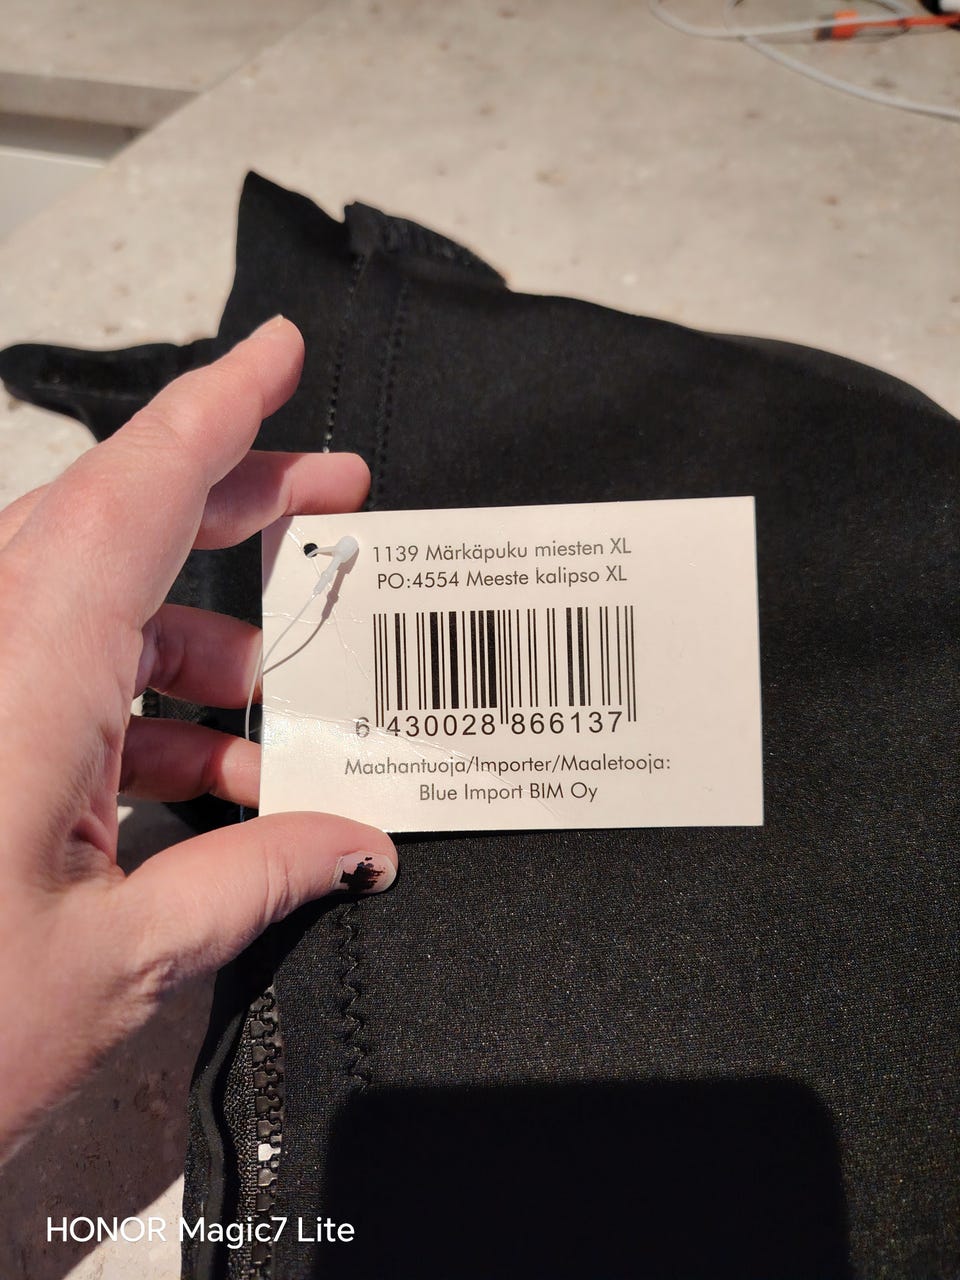 1139 Märkäpuku miesten XL
PO:4554 Meeste kalipso XL
6 430028 866137
Maahantuoja/Importer/Maaletooja:
Blue Import BIM Oy
HONOR Magic7 Lite